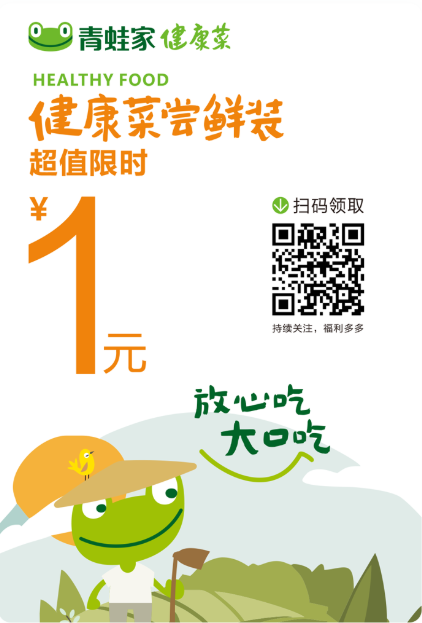 青蛙家 健康菜
HEALTHY FOOD
健康菜尝鲜装
超值限时
¥1元
扫码领取
持续关注，福利多多
放心吃
大口吃